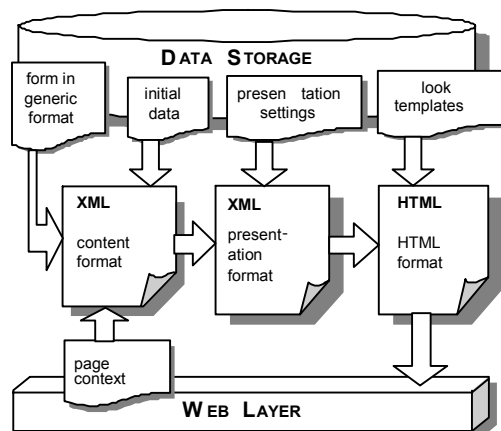 DATA STORAGE
form in
generic
format
initial
data
presen tation
settings
look
templates
XML
content
format
XML
present-
ation
format
HTML
HTML
format
page
context
WEB LAYER